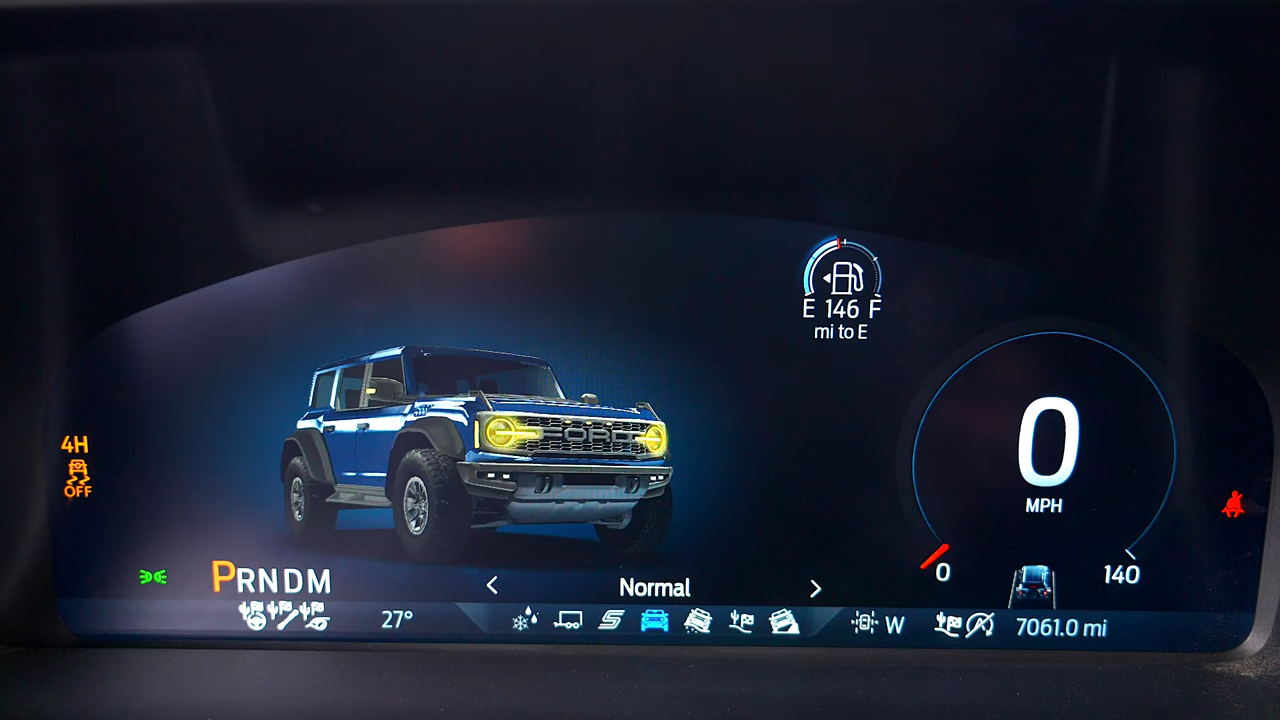 E 146 F
mi to E
FORD
4H
OFF
0
MPH
0
140
PRNDM
Normal
27°
W
7061.0 mi